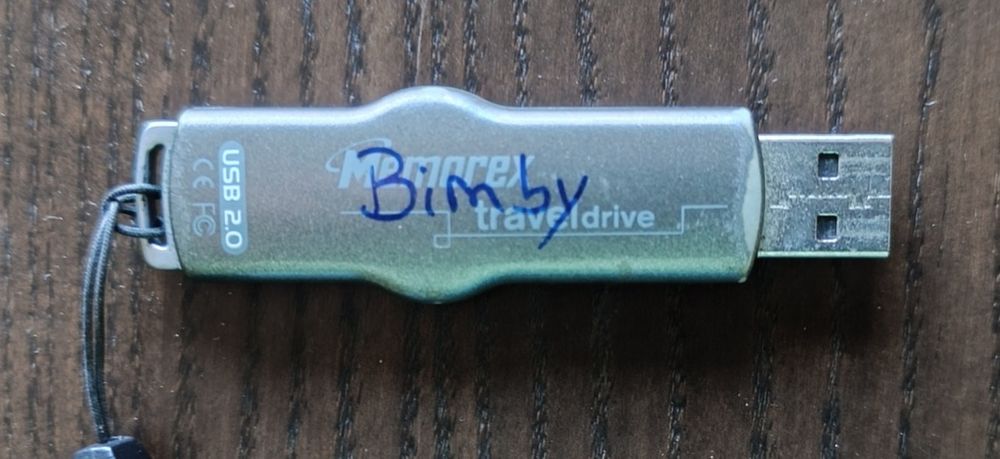 Memorex
Bimby
traveldrive
USB 2.0
CE FC